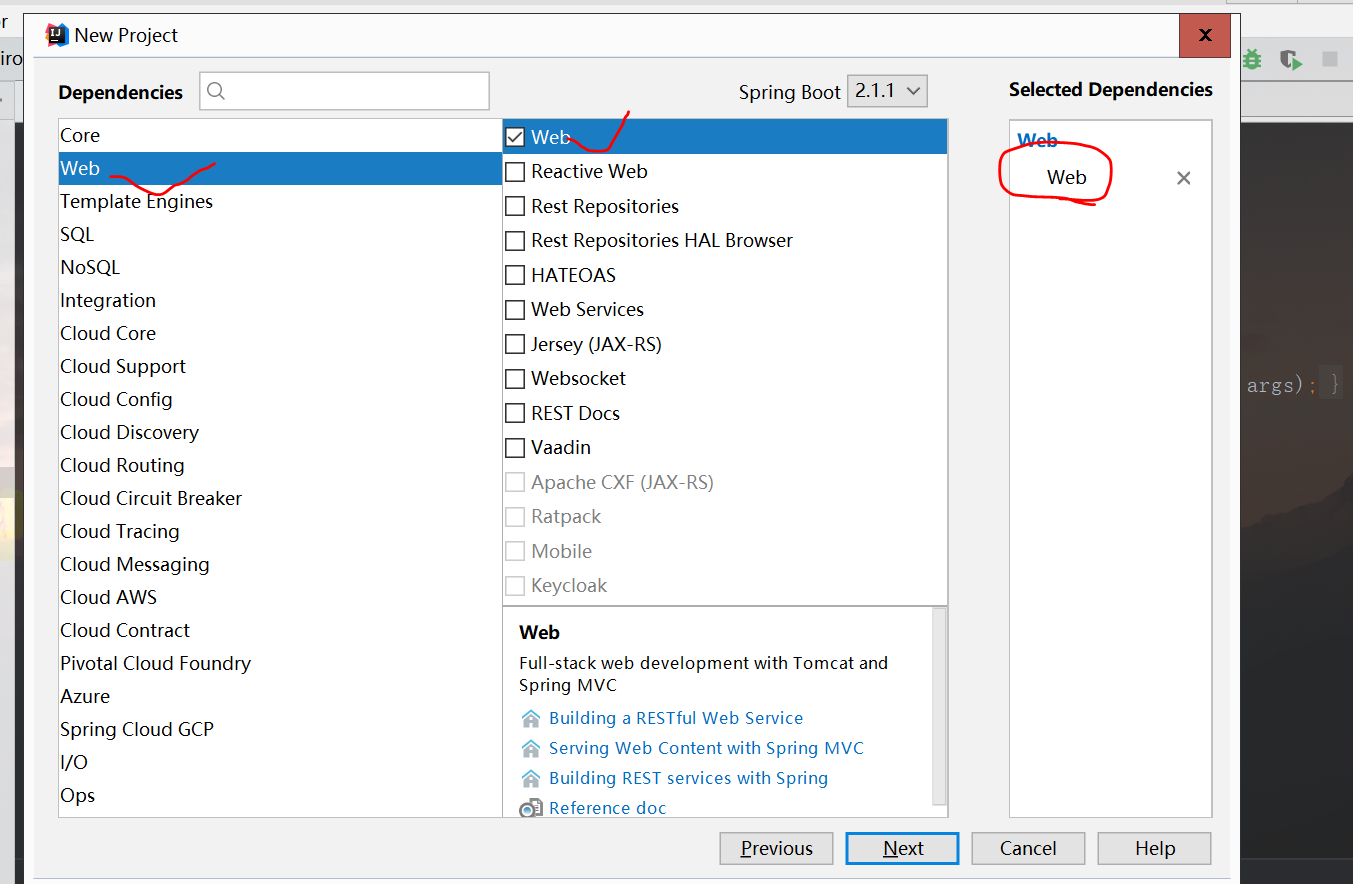 or
New Project
x
iro
Dependencies
Spring Boot 2.1.1
Selected Dependencies
Core
Web
Template Engines
SQL
NoSQL
Integration
Cloud Core
Cloud Support
Cloud Config
Cloud Discovery
Cloud Routing
Cloud Circuit Breaker
Cloud Tracing
Cloud Messaging
Cloud AWS
Cloud Contract
Pivotal Cloud Foundry
Azure
Spring Cloud GCP
I/O
Ops
Web
Reactive Web
Rest Repositories
Rest Repositories HAL Browser
HATEOAS
Web Services
Jersey (JAX-RS)
Websocket
REST Docs
Vaadin
Apache CXF (JAX-RS)
Ratpack
Mobile
Keycloak
Web
Full-stack web development with Tomcat and
Spring MVC
Building a RESTful Web Service
Serving Web Content with Spring MVC
Building REST services with Spring
Reference doc
Web
Web
args); }
Previous
Next
Cancel
Help